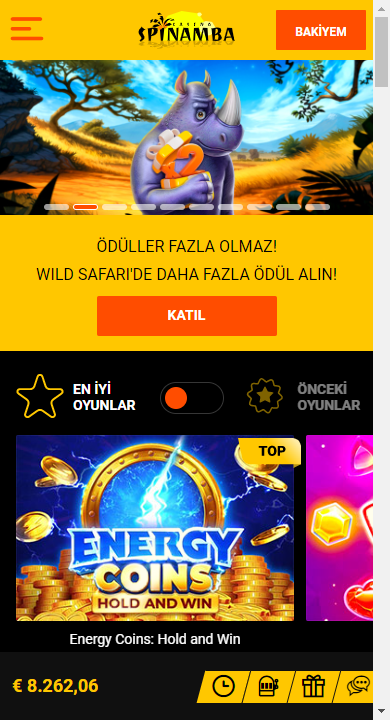 CASINO
SPINAMBA
BAKİYEM
x2
ÖDÜLLER FAZLA OLMAZ!
WILD SAFARI'DE DAHA FAZLA ÖDÜL ALIN!
KATIL
EN İYİ
OYUNLAR
ÖNCEKİ
OYUNLAR
TOP
ENERGY
COINS
HOLD AND WIN
Energy Coins: Hold and Win
€ 8.262,06